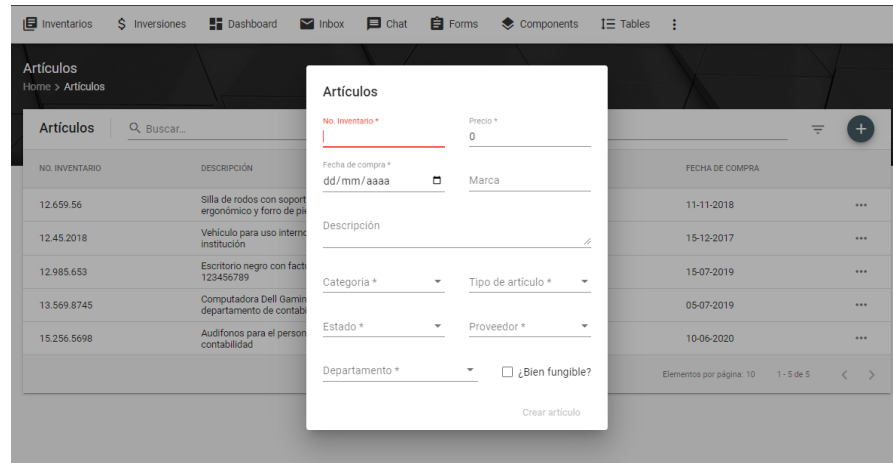 Inventarios Inversiones Dashboard Inbox Chat Forms Components Tables
Artículos
Home > Artículos
Artículos Buscar...
NO. INVENTARIO DESCRIPCIÓN FECHA DE COMPRA
12.659.56 Silla de rodos con soport 11-11-2018
ergonómico y forro de pie
12.45.2018 Vehículo para uso interno 15-12-2017
institución
12.985.653 Escritorio negro con fact 15-07-2019
123456789
13.569.8745 Computadora Dell Gamin 05-07-2019
departamento de contabi
15.256.5698 Audifonos para el person 10-06-2020
contabilidad
Elementos por página: 10 1 - 5 de 5
Artículos
No. Inventario * Precio *
0
Fecha de compra *
dd/mm/aaaa Marca
Descripción
Categoria * Tipo de artículo *
Estado * Proveedor *
Departamento * ¿Bien fungible?
Crear artículo